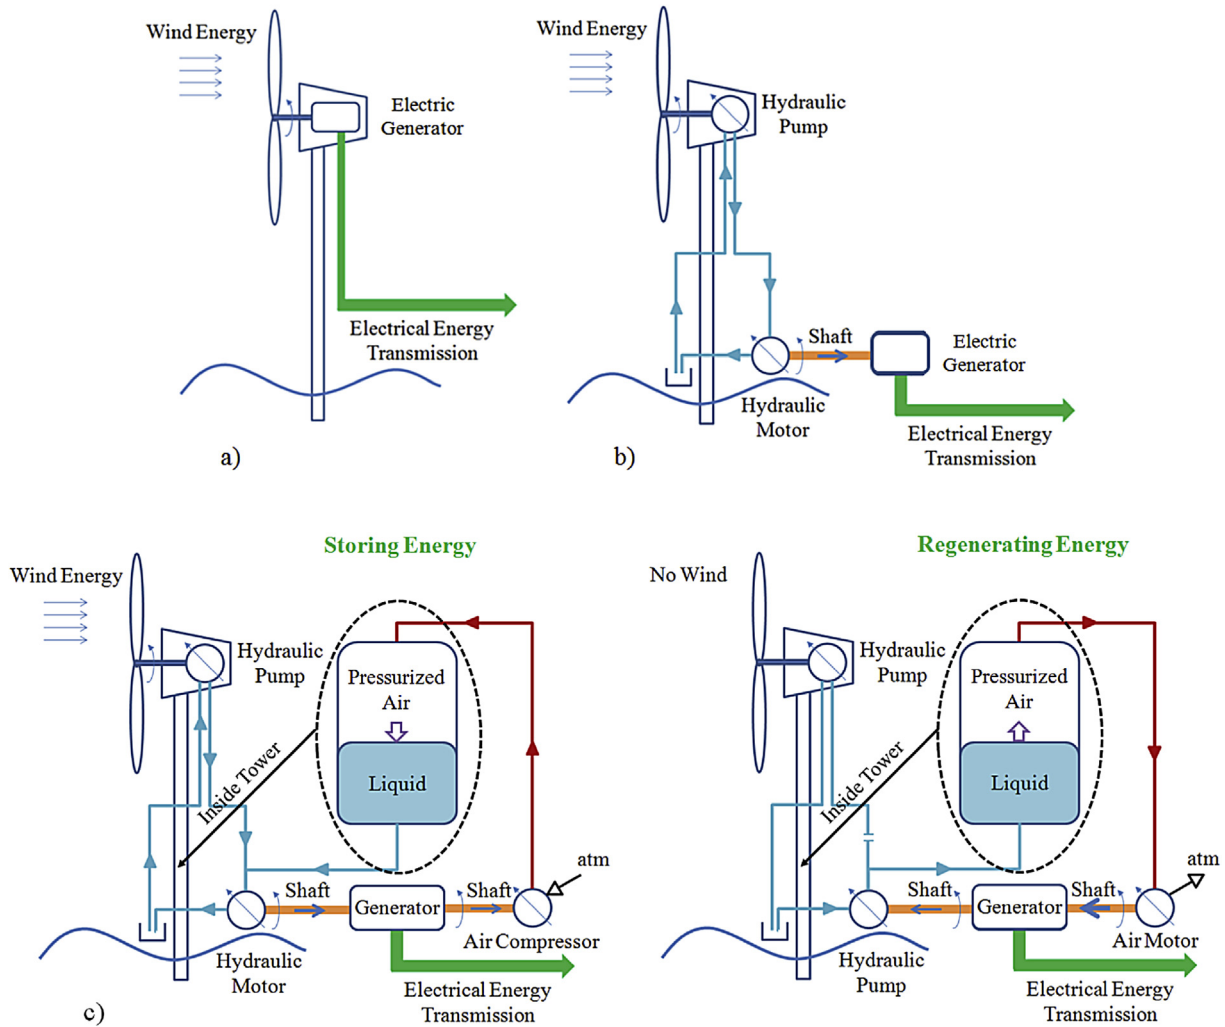 Wind Energy
Electric
Generator
Electrical Energy
Transmission
a)
Wind Energy
Hydraulic
Pump
Shaft
Electric
Generator
Hydraulic
Motor
Electrical Energy
Transmission
b)
Storing Energy
Wind Energy
Hydraulic
Pump
Pressurized
Air
Liquid
Inside Tower
atm
Shaft
Generator
Shaft
Air Compressor
Hydraulic
Motor
Electrical Energy
Transmission
c)
Regenerating Energy
No Wind
Hydraulic
Pump
Pressurized
Air
Liquid
Inside Tower
atm
Shaft
Generator
Shaft
Air Motor
Hydraulic
Pump
Electrical Energy
Transmission